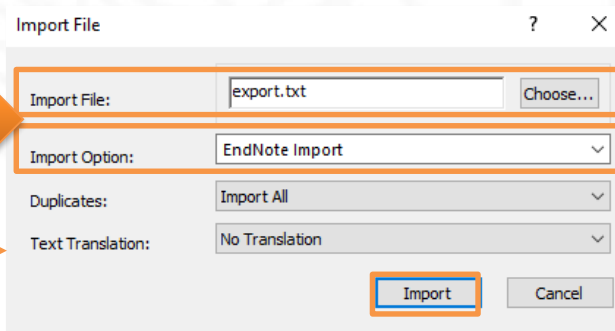 Import File ? ×
Import File: export.txt Choose...
Import Option: EndNote Import
Duplicates: Import All
Text Translation: No Translation
Import Cancel